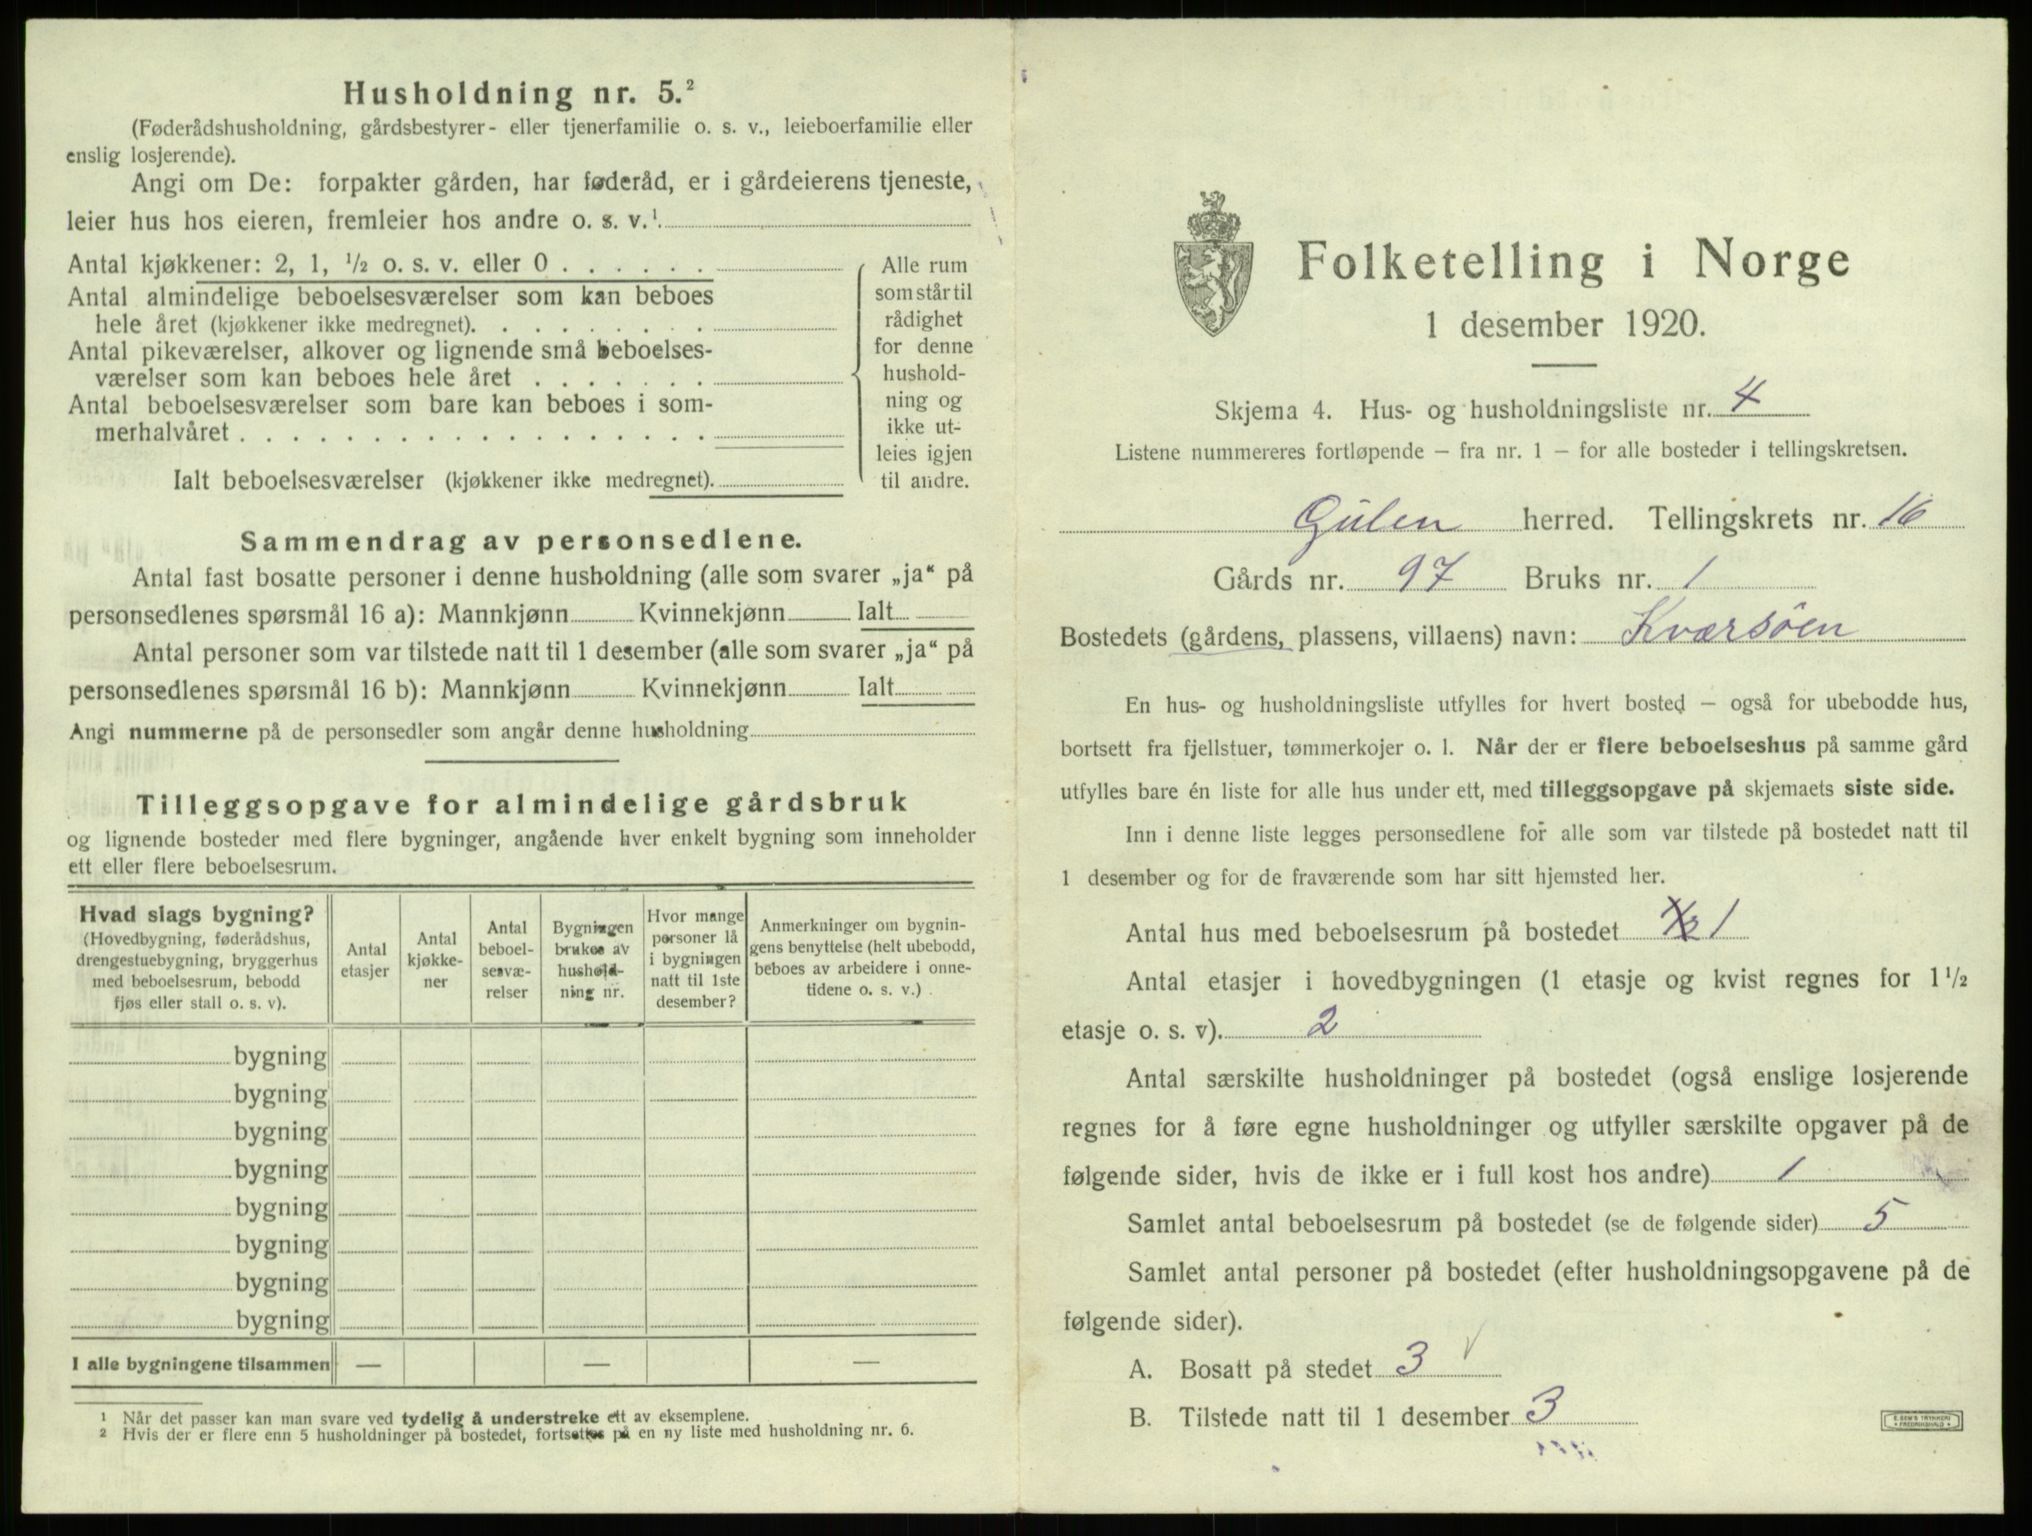 Husholdning nr. 5.²
(Føderådshusholdning, gårdsbestyrer- eller tjenerfamilie o. s. v., leieboerfamilie eller
enslig losjerende).
Angi om De: forpakter gården, har føderåd, er i gårdeierens tjeneste,
leier hus hos eieren, fremleier hos andre o. s. v.¹
Antal kjøkkener: 2, 1, ½ o. s. v. eller 0
Antal almindelige beboelsesværelser som kan beboes
hele året (kjøkkener ikke medregnet).
Antal pikeværelser, alkover og lignende små beboelses-
værelser som kan beboes hele året
Antal beboelsesværelser som bare kan beboes i som-
merhalvåret
Ialt beboelsesværelser (kjøkkener ikke medregnet).
Alle rum
som står til
rådighet
for denne
hushold-
ning og
ikke ut-
leies igjen
til andre.
Sammendrag av personsedlene.
Antal fast bosatte personer i denne husholdning (alle som svarer „ja“ på
personsedlenes spørsmål 16 a): Mannkjønn Kvinnekjønn Ialt
Antal personer som var tilstede natt til 1 desember (alle som svarer „ja“ på
personsedlenes spørsmål 16 b): Mannkjønn Kvinnekjønn Ialt
Angi nummerne på de personsedler som angår denne husholdning
Tilleggsopgave for almindelige gårdsbruk
og lignende bosteder med flere bygninger, angående hver enkelt bygning som inneholder
ett eller flere beboelsesrum.
Hvad slags bygning?
(Hovedbygning, føderådshus,
drengestuebygning, bryggerhus
med beboelsesrum, bebodd
fjøs eller stall o. s. v).
Antal
etasjer
Antal
kjøkke-
ner
Antal
beboel-
sesvæ-
relser
Bygningen
brukes av
hushold-
ning nr.
Hvor mange
personer lå
i bygningen
natt til 1ste
desember?
Anmerkninger om bygnin-
gens benyttelse (helt ubebodd,
beboes av arbeidere i onne-
tidene o. s. v.)
bygning
bygning
bygning
bygning
bygning
bygning
bygning
bygning
I alle bygningene tilsammen — — —
¹ Når det passer kan man svare ved tydelig å understreke ett av eksemplene.
² Hvis der er flere enn 5 husholdninger på bostedet, fortsettes på en ny liste med husholdning nr. 6.
Folketelling i Norge
1 desember 1920.
Skjema 4. Hus- og husholdningsliste nr. 4
Listene nummereres fortløpende — fra nr. 1 — for alle bosteder i tellingskretsen.
Gulen herred. Tellingskrets nr. 16
Gårds nr. 97 Bruks nr. 1
Bostedets (gårdens, plassens, villaens) navn: Kværsöen
En hus- og husholdningsliste utfylles for hvert bosted — også for ubebodde hus,
bortsett fra fjellstuer, tømmerkojer o. l. Når der er flere beboelseshus på samme gård
utfylles bare én liste for alle hus under ett, med tilleggsopgave på skjemaets siste side.
Inn i denne liste legges personsedlene for alle som var tilstede på bostedet natt til
1 desember og for de fraværende som har sitt hjemsted her.
Antal hus med beboelsesrum på bostedet 1
Antal etasjer i hovedbygningen (1 etasje og kvist regnes for 1½
etasje o. s. v). 2
Antal særskilte husholdninger på bostedet (også enslige losjerende
regnes for å føre egne husholdninger og utfyller særskilte opgaver på de
følgende sider, hvis de ikke er i full kost hos andre) 1
Samlet antal beboelsesrum på bostedet (se de følgende sider) 5
Samlet antal personer på bostedet (efter husholdningsopgavene på de
følgende sider).
A. Bosatt på stedet 3
B. Tilstede natt til 1 desember 3
E. SEM'S TRYKKERI
FREDRIKSHALD